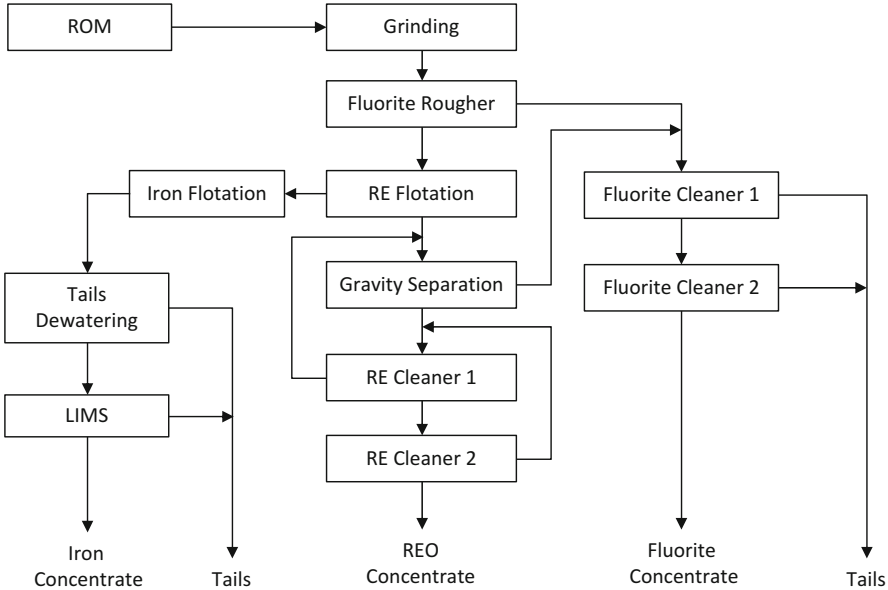 ROM
Grinding
Fluorite Rougher
Iron Flotation
RE Flotation
Fluorite Cleaner 1
Tails
Dewatering
Gravity Separation
Fluorite Cleaner 2
RE Cleaner 1
LIMS
RE Cleaner 2
Iron
Concentrate
Tails
REO
Concentrate
Fluorite
Concentrate
Tails